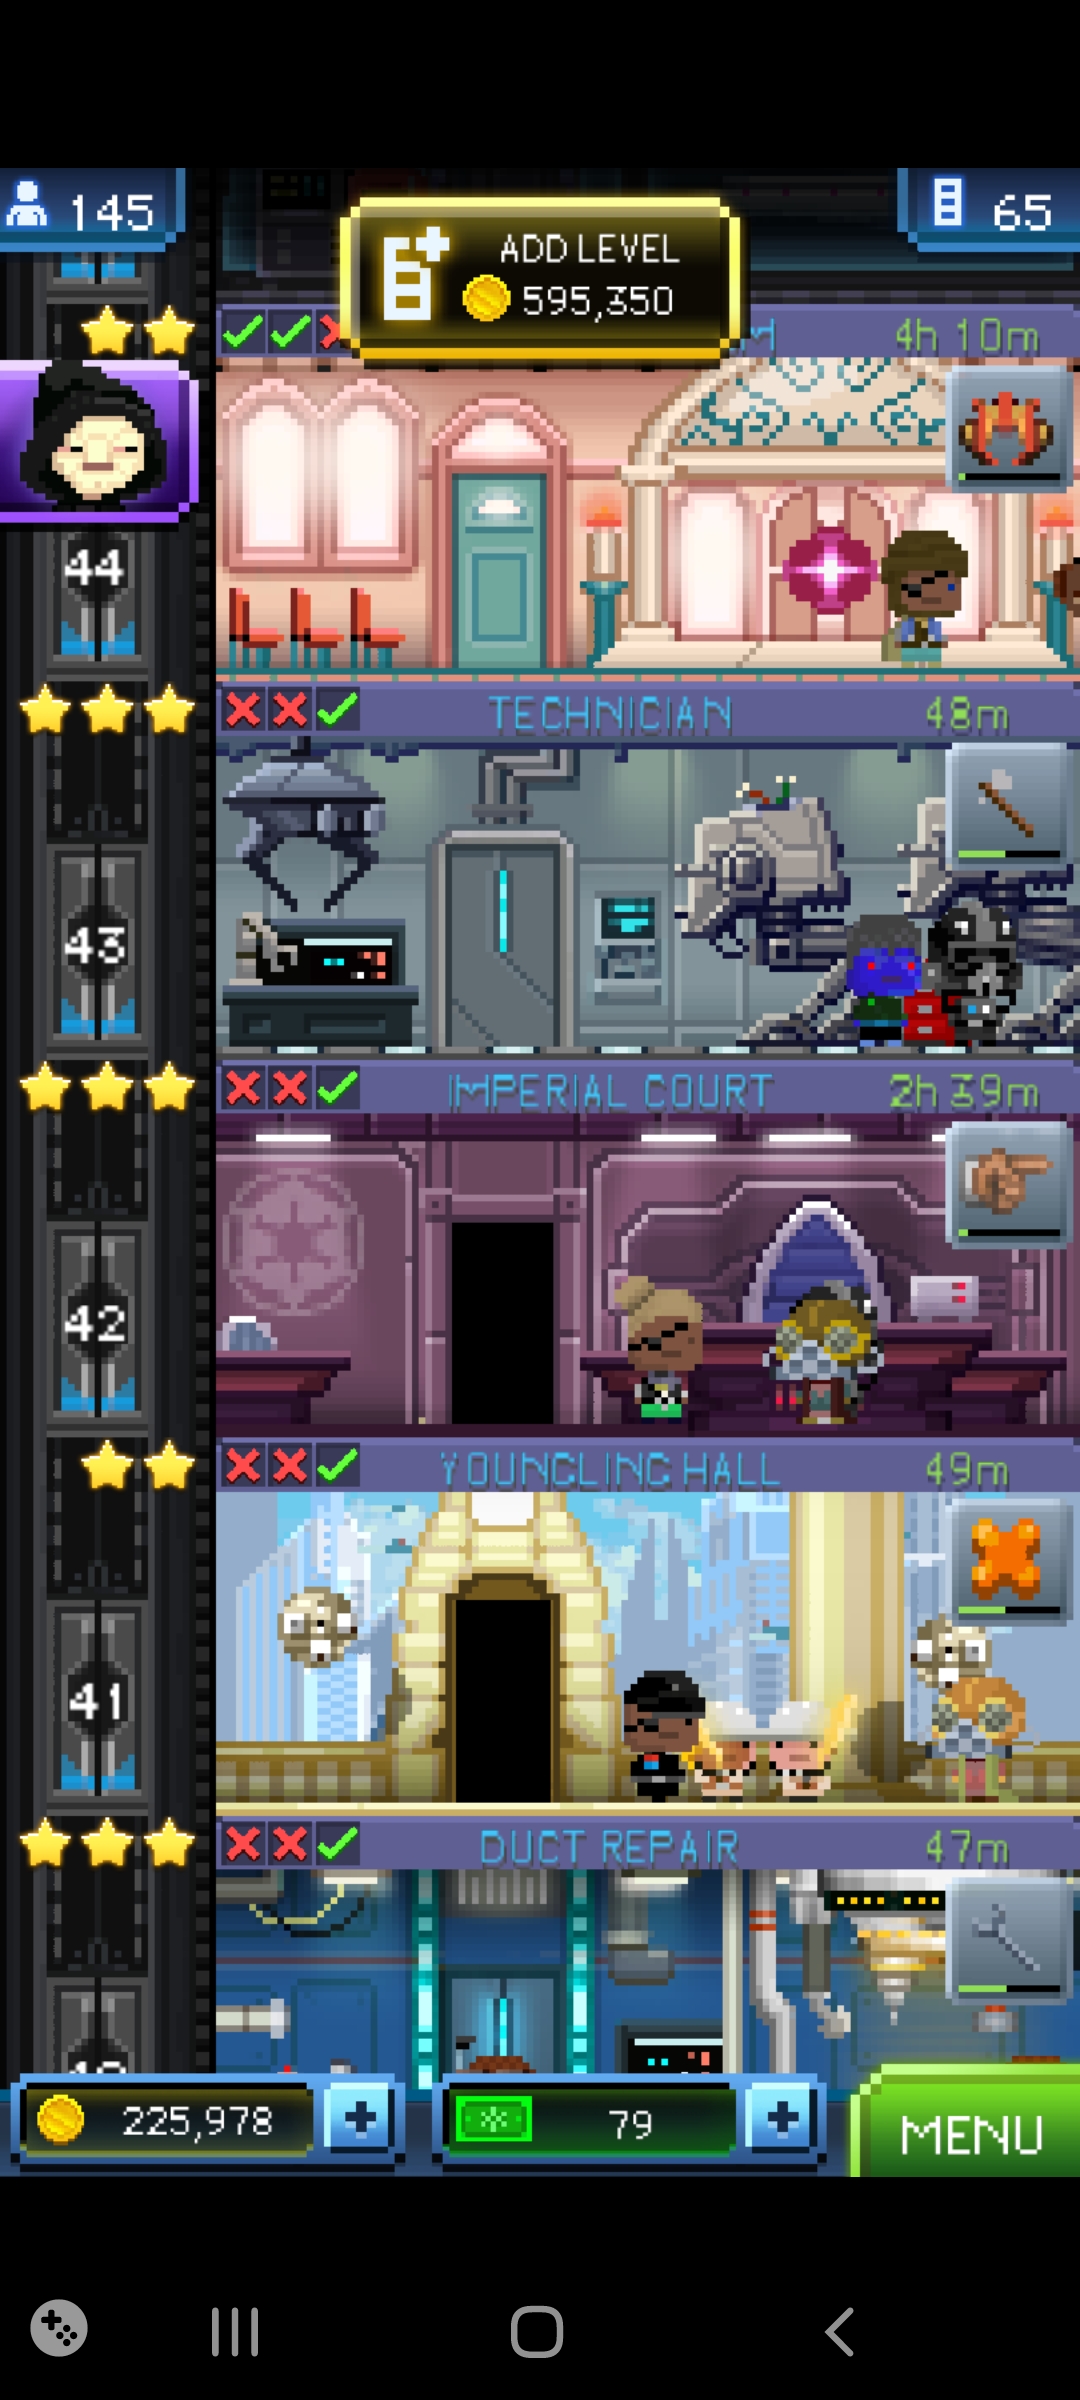 145
65
ADD LEVEL
595,350
4h 10m
44
TECHNICIAN
48m
43
IMPERIAL COURT
2h 39m
42
YOUNGLING HALL
49m
41
DUCT REPAIR
47m
225,978
79
MENU